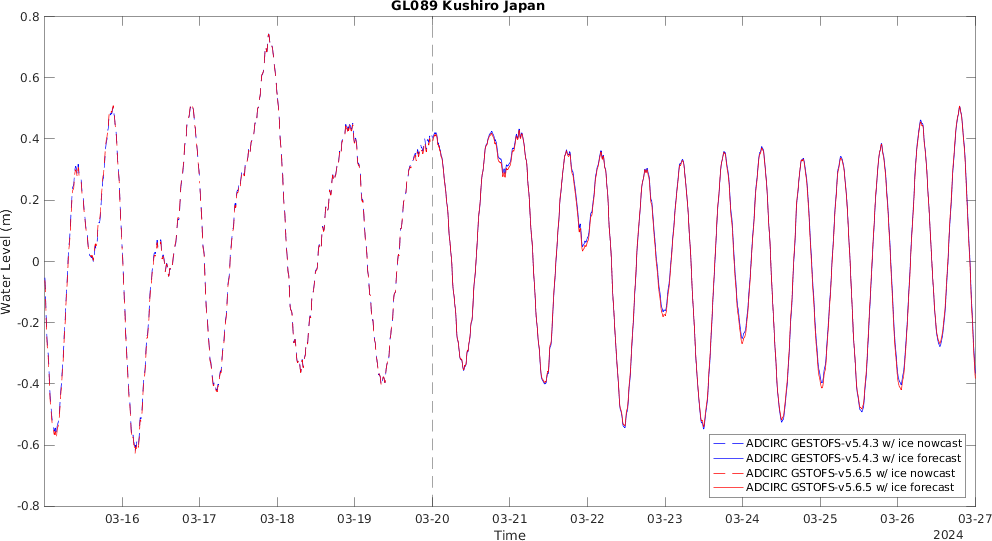 GL089 Kushiro Japan
0.8
0.6
0.4
0.2
0
-0.2
-0.4
-0.6
-0.8
Water Level (m)
ADCIRC GESTOFS-v5.4.3 w/ ice nowcast
ADCIRC GESTOFS-v5.4.3 w/ ice forecast
ADCIRC GSTOFS-v5.6.5 w/ ice nowcast
ADCIRC GSTOFS-v5.6.5 w/ ice forecast
03-16 03-17 03-18 03-19 03-20 03-21 03-22 03-23 03-24 03-25 03-26 03-27
Time
2024